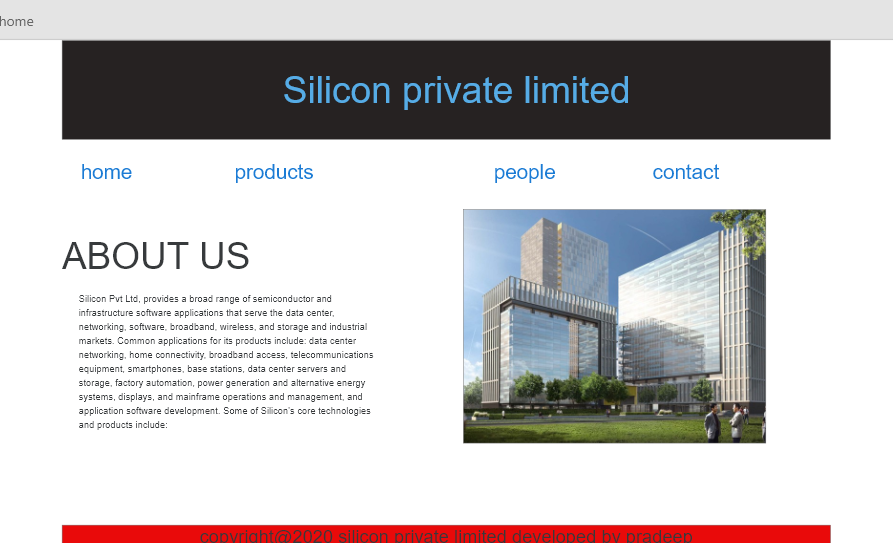 home
Silicon private limited
home products people contact
ABOUT US
Silicon Pvt Ltd, provides a broad range of semiconductor and
infrastructure software applications that serve the data center,
networking, software, broadband, wireless, and storage and industrial
markets. Common applications for its products include: data center
networking, home connectivity, broadband access, telecommunications
equipment, smartphones, base stations, data center servers and
storage, factory automation, power generation and alternative energy
systems, displays, and mainframe operations and management, and
application software development. Some of Silicon's core technologies
and products include:
copyright@2020 silicon private limited developed by pradeep